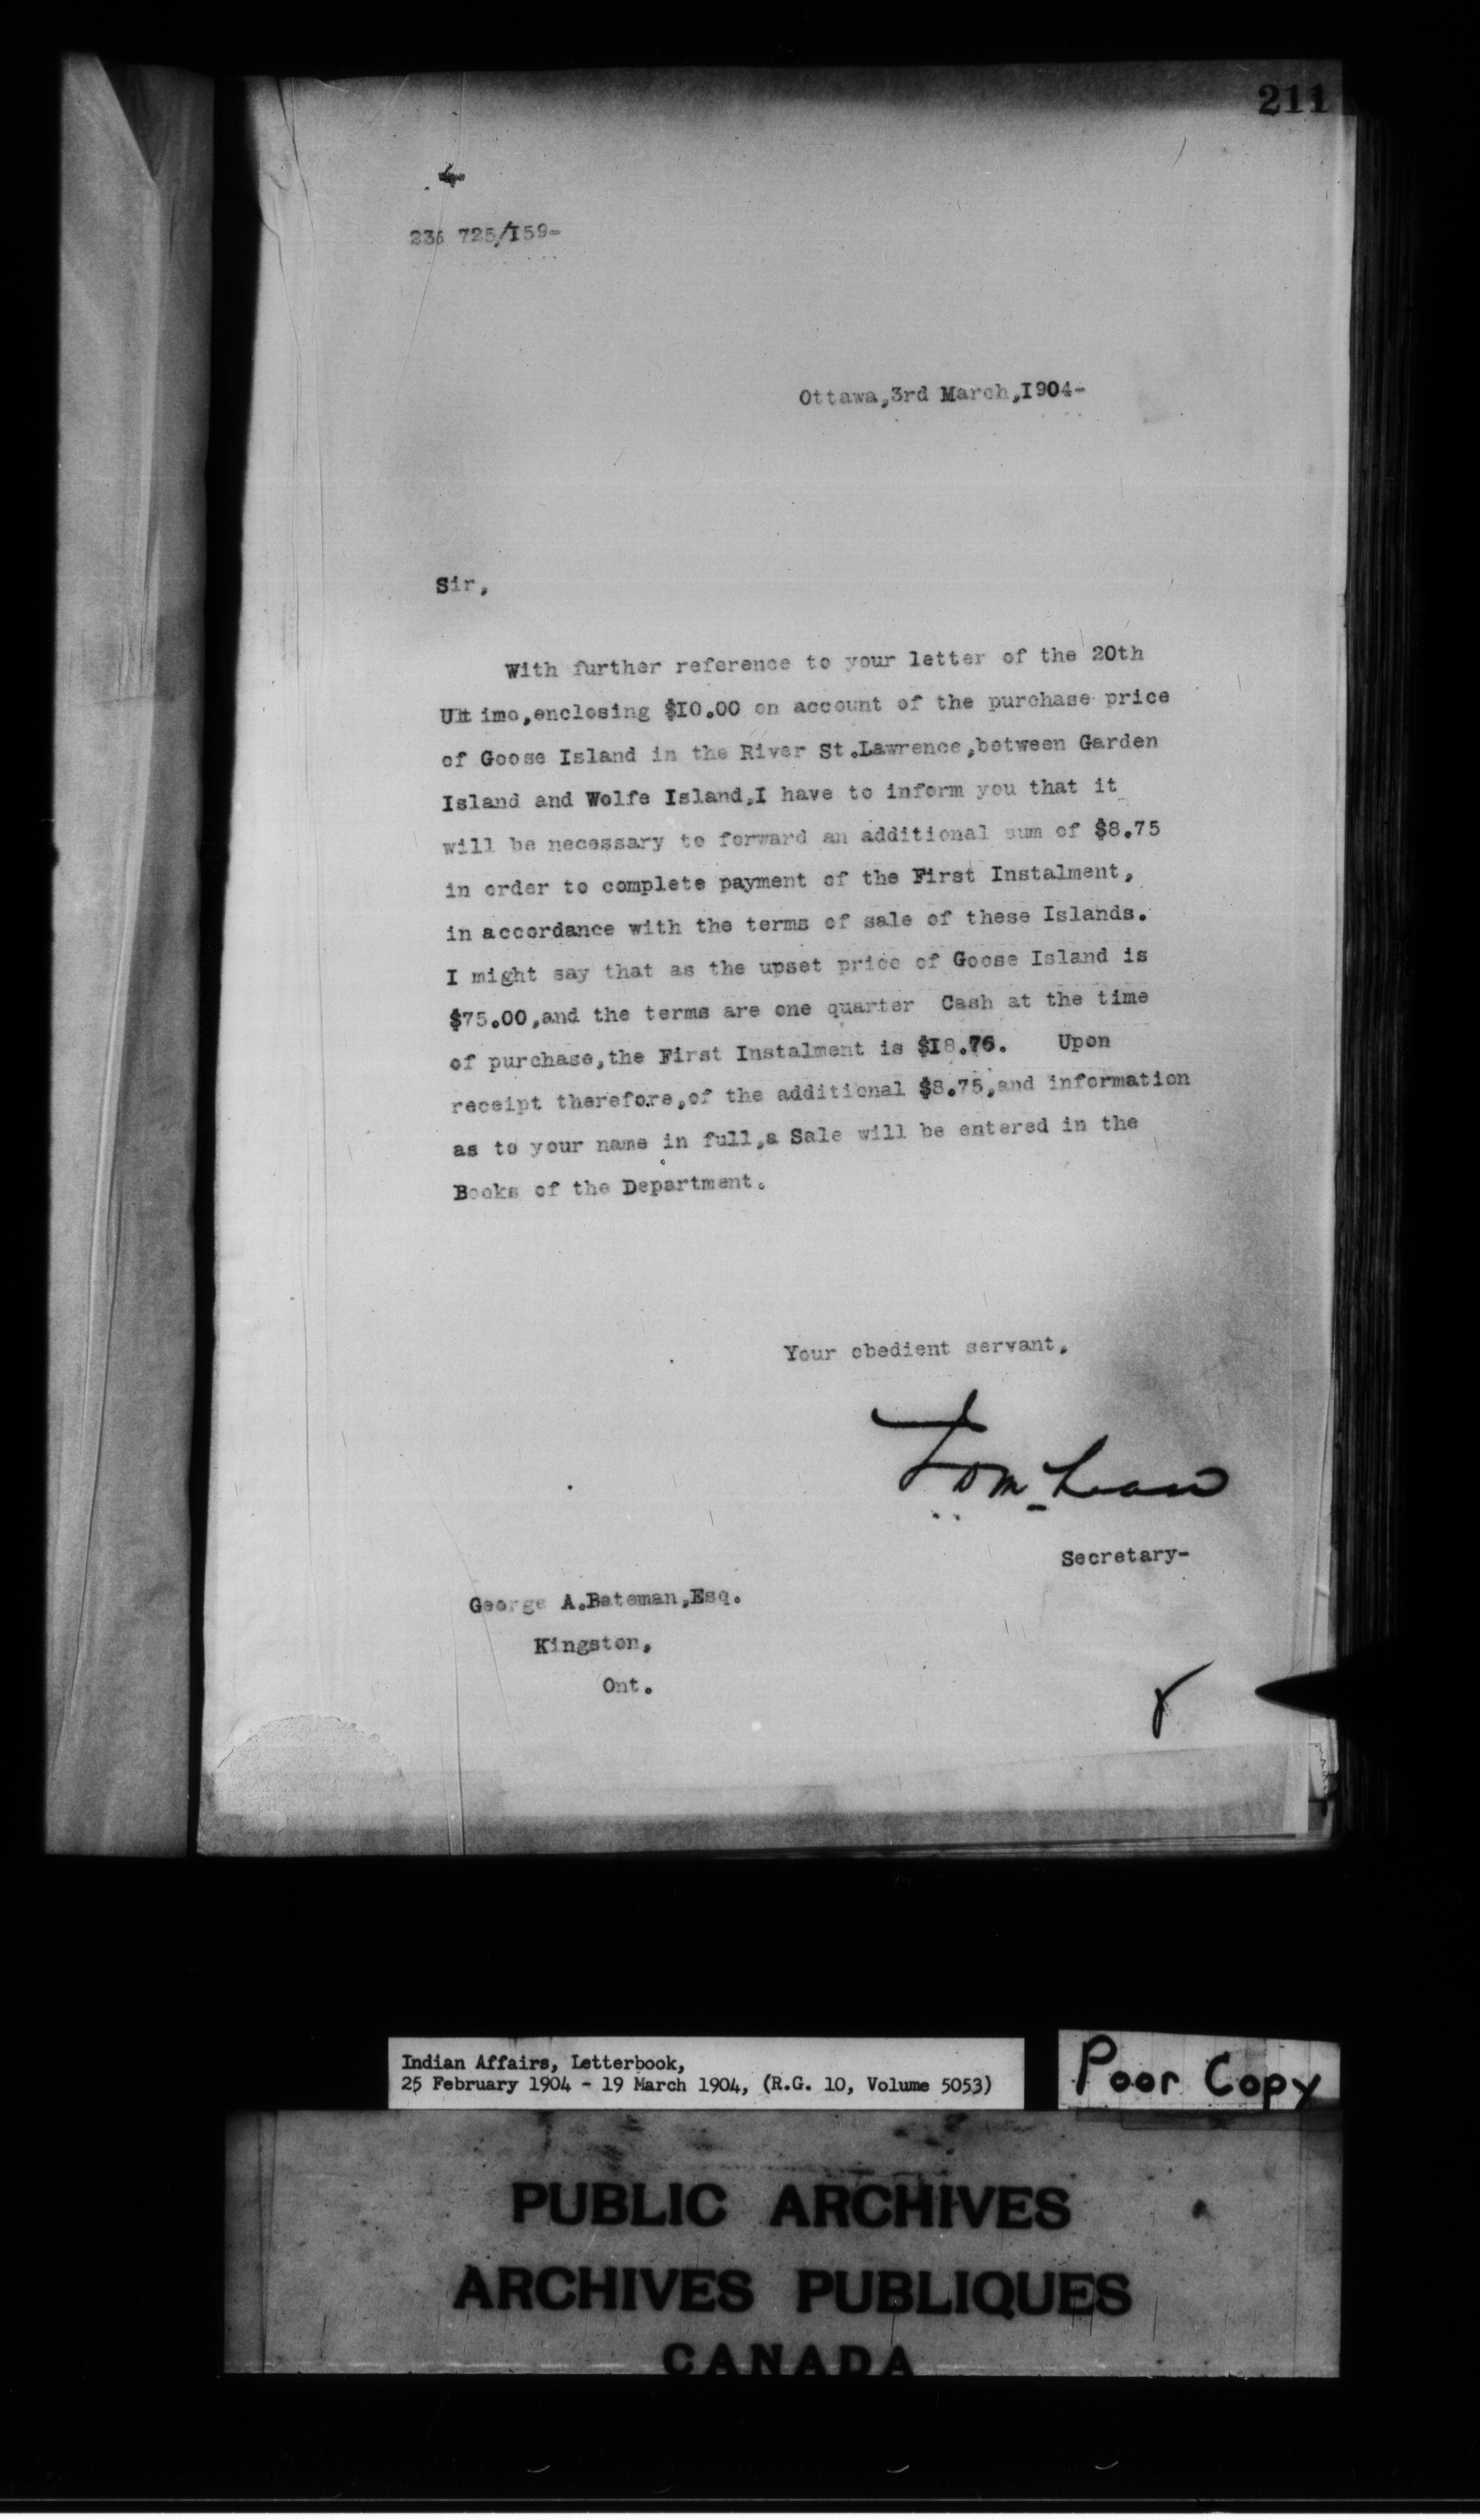 211
236 725/I59-
Ottawa,3rd March,I904-
Sir,
With further reference to your letter of the 20th
Ultimo,enclosing $I0.00 on account of the purchase price
of Goose Island in the River St.Lawrence,between Garden
Island and Wolfe Island,I have to inform you that it
will be necessary to forward an additional sum of $8.75
in order to complete payment of the First Instalment,
in accordance with the terms of sale of these Islands.
I might say that as the upset price of Goose Island is
$75.00,and the terms are one quarter Cash at the time
of purchase,the First Instalment is $I8.75. Upon
receipt therefore,of the additional $8.75,and information
as to your name in full,a Sale will be entered in the
Books of the Department.
Your obedient servant,
Secretary-
George A.Bateman,Esq.
Kingston,
Ont.
Indian Affairs, Letterbook,
25 February 1904 - 19 March 1904, (R.G. 10, Volume 5053)
Poor Copy
PUBLIC ARCHIVES
ARCHIVES PUBLIQUES
CANADA